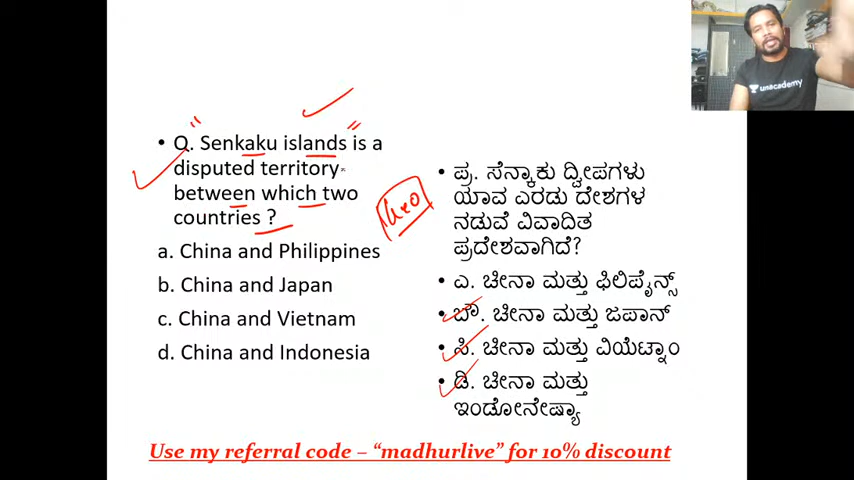 Q. Senkaku islands is a
disputed territory
between which two
countries ?
a. China and Philippines
b. China and Japan
c. China and Vietnam
d. China and Indonesia
ಪ್ರ. ಸೆನ್ಕಾಕು ದ್ವೀಪಗಳು
ಯಾವ ಎರಡು ದೇಶಗಳ
ನಡುವೆ ವಿವಾದಿತ
ಪ್ರದೇಶವಾಗಿದೆ?
ಎ. ಚೀನಾ ಮತ್ತು ಫಿಲಿಪೈನ್ಸ್
ಬೌ. ಚೀನಾ ಮತ್ತು ಜಪಾನ್
ಸಿ. ಚೀನಾ ಮತ್ತು ವಿಯೆಟ್ನಾಂ
ಡಿ. ಚೀನಾ ಮತ್ತು
ಇಂಡೋನೇಷ್ಯಾ
Use my referral code – “madhurlive” for 10% discount
unacademy